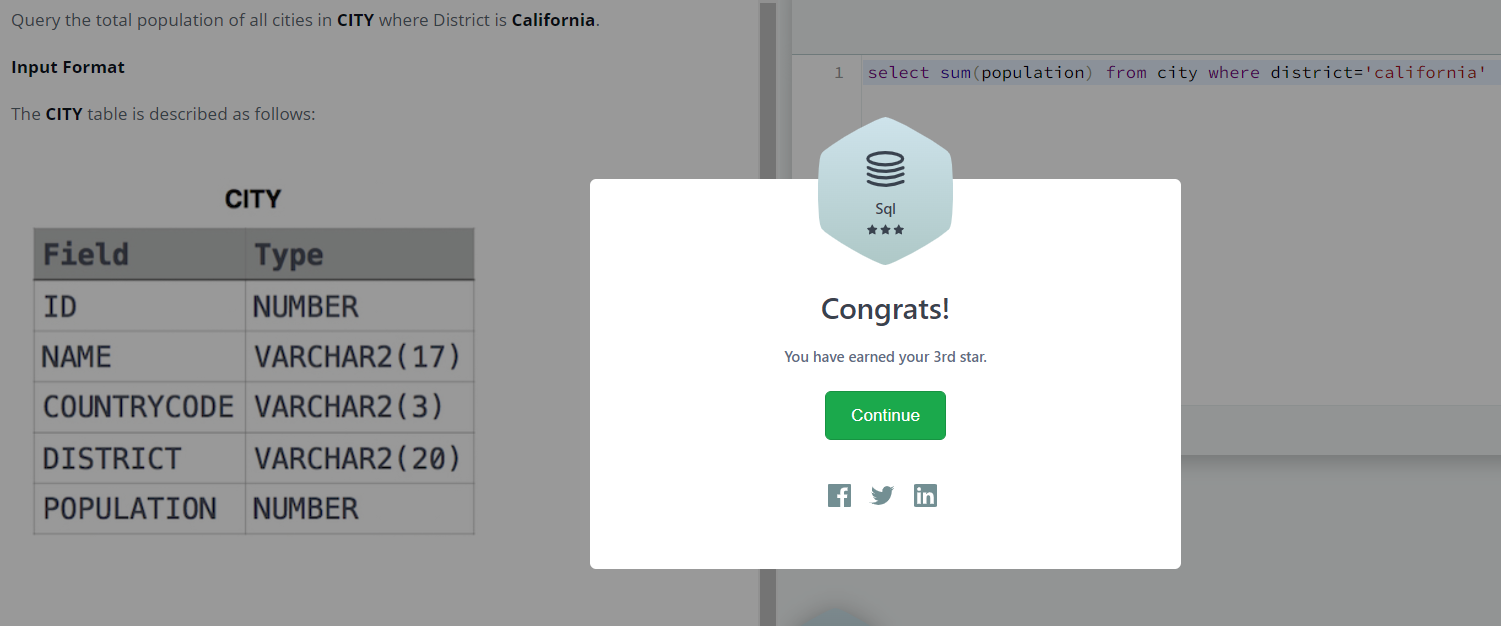 Query the total population of all cities in CITY where District is California.
Input Format
The CITY table is described as follows:
CITY
Field Type
ID NUMBER
NAME VARCHAR2(17)
COUNTRYCODE VARCHAR2(3)
DISTRICT VARCHAR2(20)
POPULATION NUMBER
1 select sum(population) from city where district='california'
Sql
Congrats!
You have earned your 3rd star.
Continue